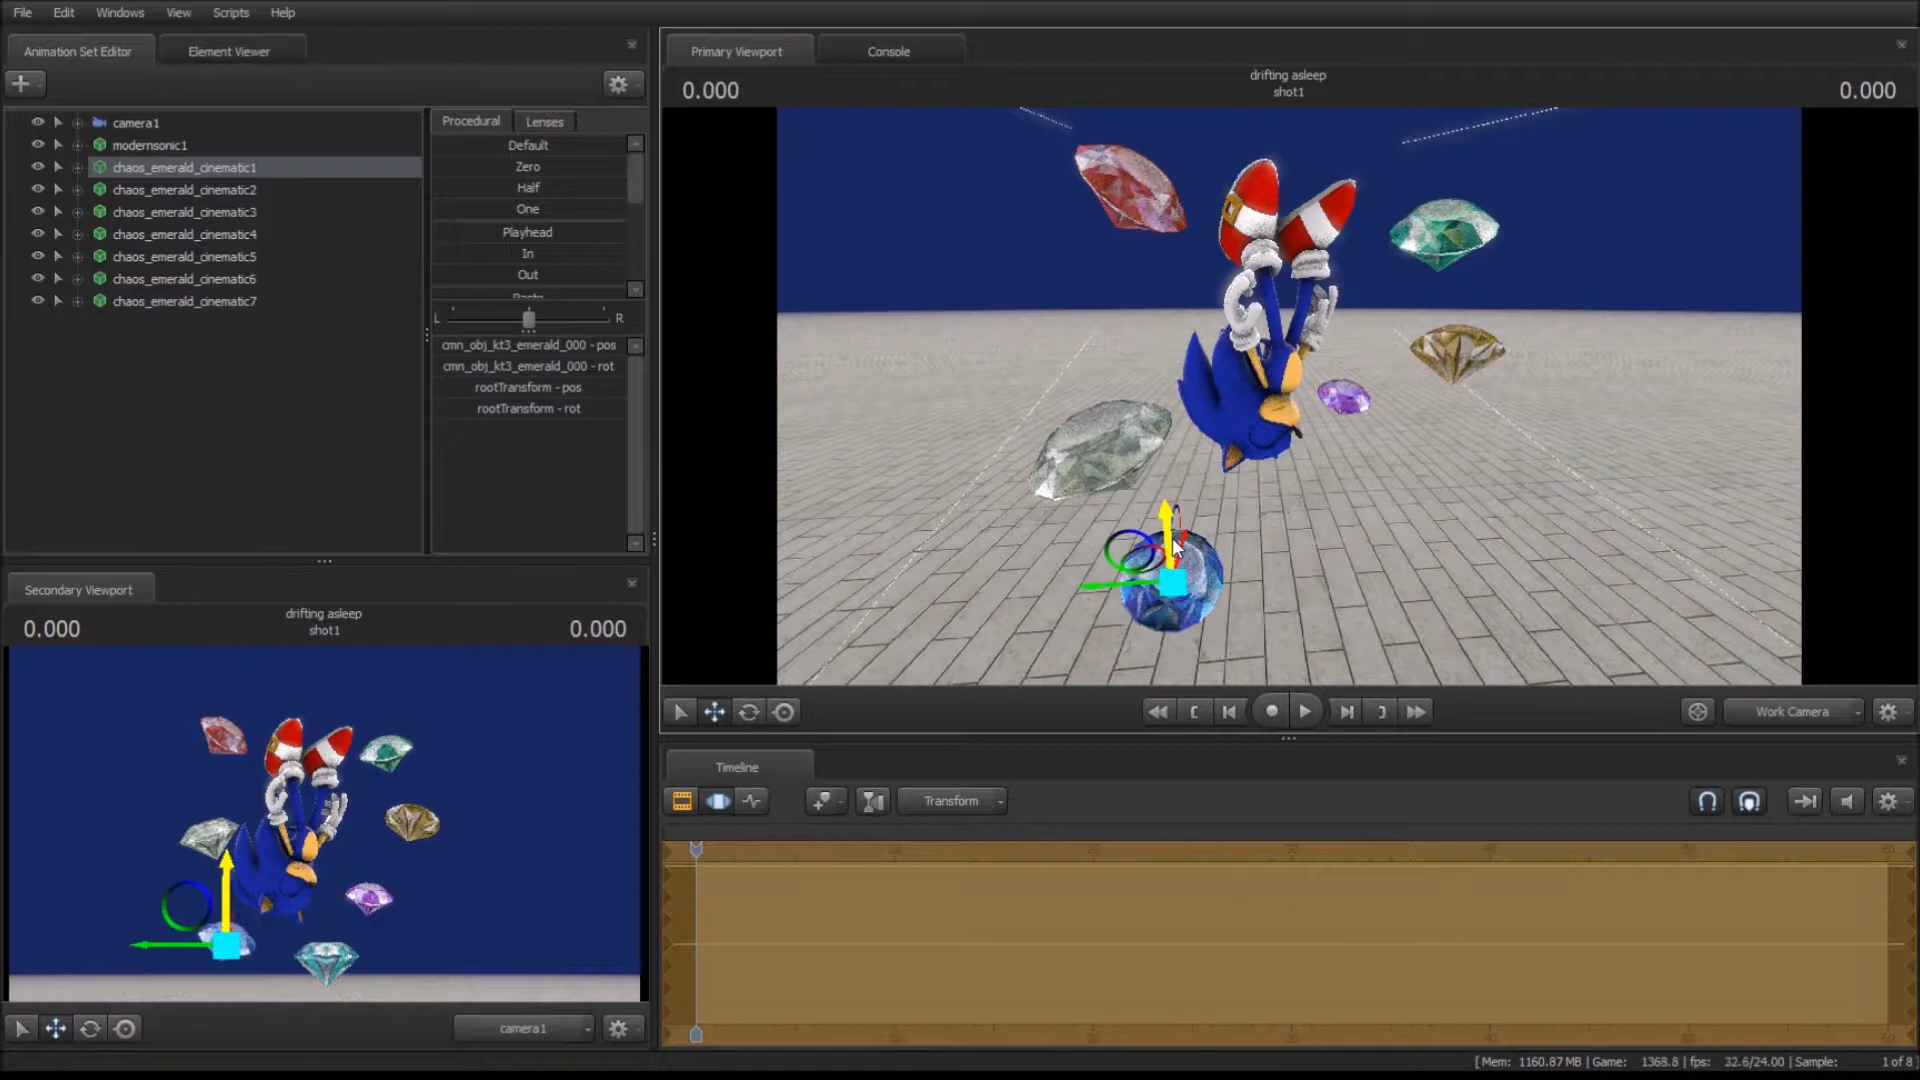 File Edit Windows View Scripts Help
Animation Set Editor Element Viewer
camera1
modernsonic1
chaos_emerald_cinematic1
chaos_emerald_cinematic2
chaos_emerald_cinematic3
chaos_emerald_cinematic4
chaos_emerald_cinematic5
chaos_emerald_cinematic6
chaos_emerald_cinematic7
Procedural Lenses
Default
Zero
Half
One
Playhead
In
Out
L R
cmn_obj_kt3_emerald_000 - pos
cmn_obj_kt3_emerald_000 - rot
rootTransform - pos
rootTransform - rot
Secondary Viewport
drifting asleep
0.000 shot1 0.000
camera1
Primary Viewport Console
drifting asleep
0.000 shot1 0.000
Work Camera
Timeline
Transform
[ Mem: 1160.87 MB | Game: 1368.8 | fps: 32.6/24.00 | Sample: 1 of 8 ]